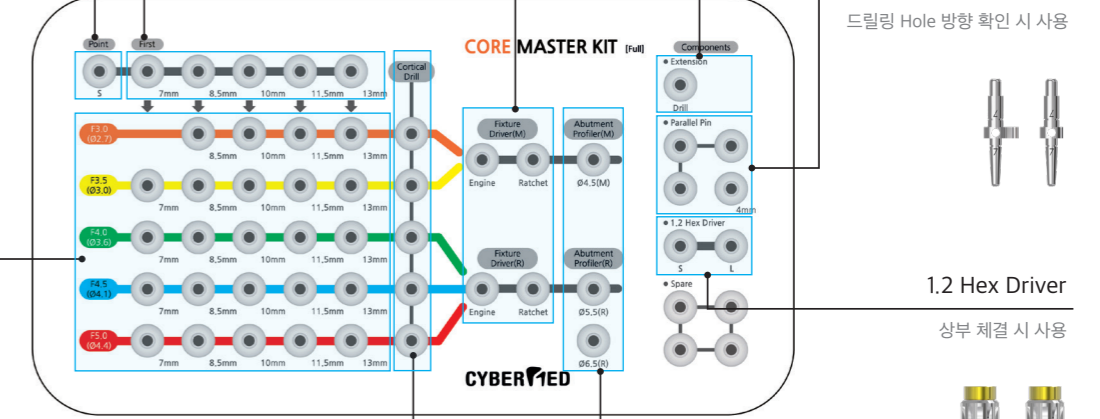 드릴링 Hole 방향 확인 시 사용
Point
First
CORE MASTER KIT [Full]
Components
Cortical
Drill
• Extension
S
7mm
8.5mm
10mm
11.5mm
13mm
Drill
F3.0
(Ø2.7)
8.5mm
10mm
11.5mm
13mm
Fixture
Driver(M)
Abutment
Profiler(M)
• Parallel Pin
F3.5
(Ø3.0)
7mm
8.5mm
10mm
11.5mm
13mm
Engine
Ratchet
Ø4.5(M)
4mm
F4.0
(Ø3.6)
7mm
8.5mm
10mm
11.5mm
13mm
Fixture
Driver(R)
Abutment
Profiler(R)
• 1.2 Hex Driver
S
L
F4.5
(Ø4.1)
7mm
8.5mm
10mm
11.5mm
13mm
Engine
Ratchet
Ø5.5(R)
• Spare
F5.0
(Ø4.4)
7mm
8.5mm
10mm
11.5mm
13mm
Ø6.5(R)
CYBERMED
4
7
4
7
1.2 Hex Driver
상부 체결 시 사용